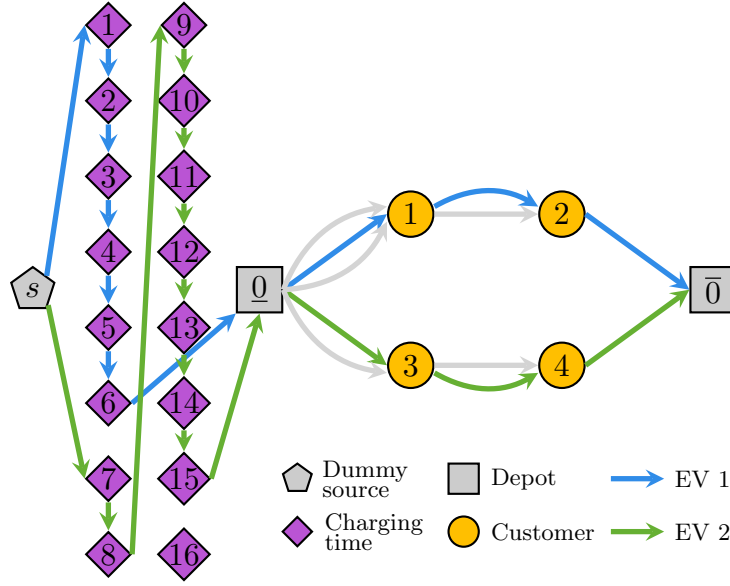 1 9
2 10
3 11
4 12
1 2
s
0
0
5 13
3 4
6 14
7 15
8 16
Dummy source
Depot
EV 1
Charging time
Customer
EV 2